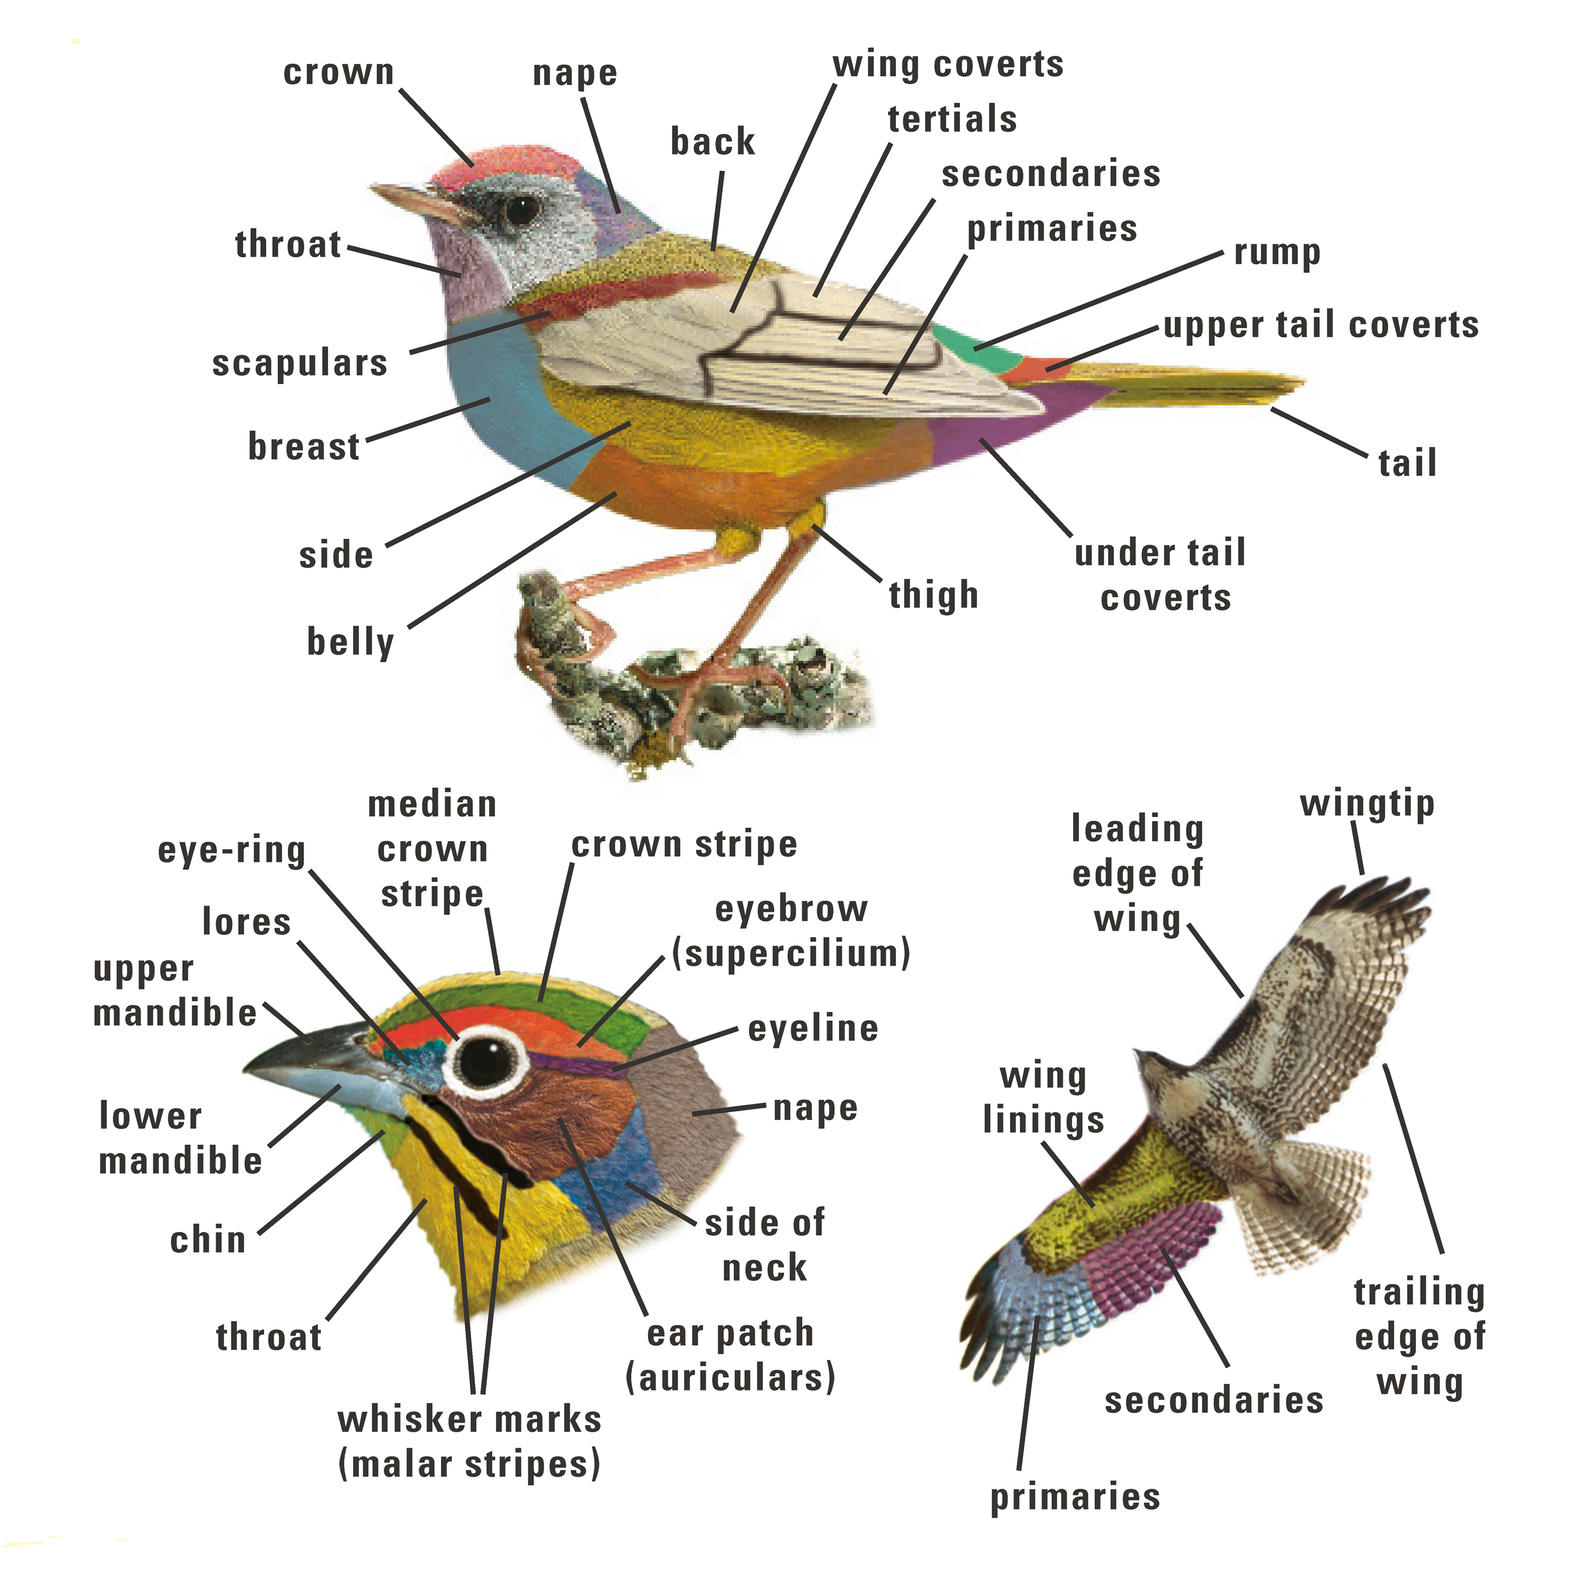 crown
nape
wing coverts
tertials
back
secondaries
primaries
throat
rump
upper tail coverts
scapulars
breast
tail
side
under tail
coverts
thigh
belly
median
crown
stripe
eye-ring
crown stripe
lores
eyebrow
(supercilium)
upper
mandible
eyeline
nape
lower
mandible
chin
side of
neck
throat
ear patch
(auriculars)
whisker marks
(malar stripes)
wingtip
leading
edge of
wing
wing
linings
trailing
edge of
wing
secondaries
primaries